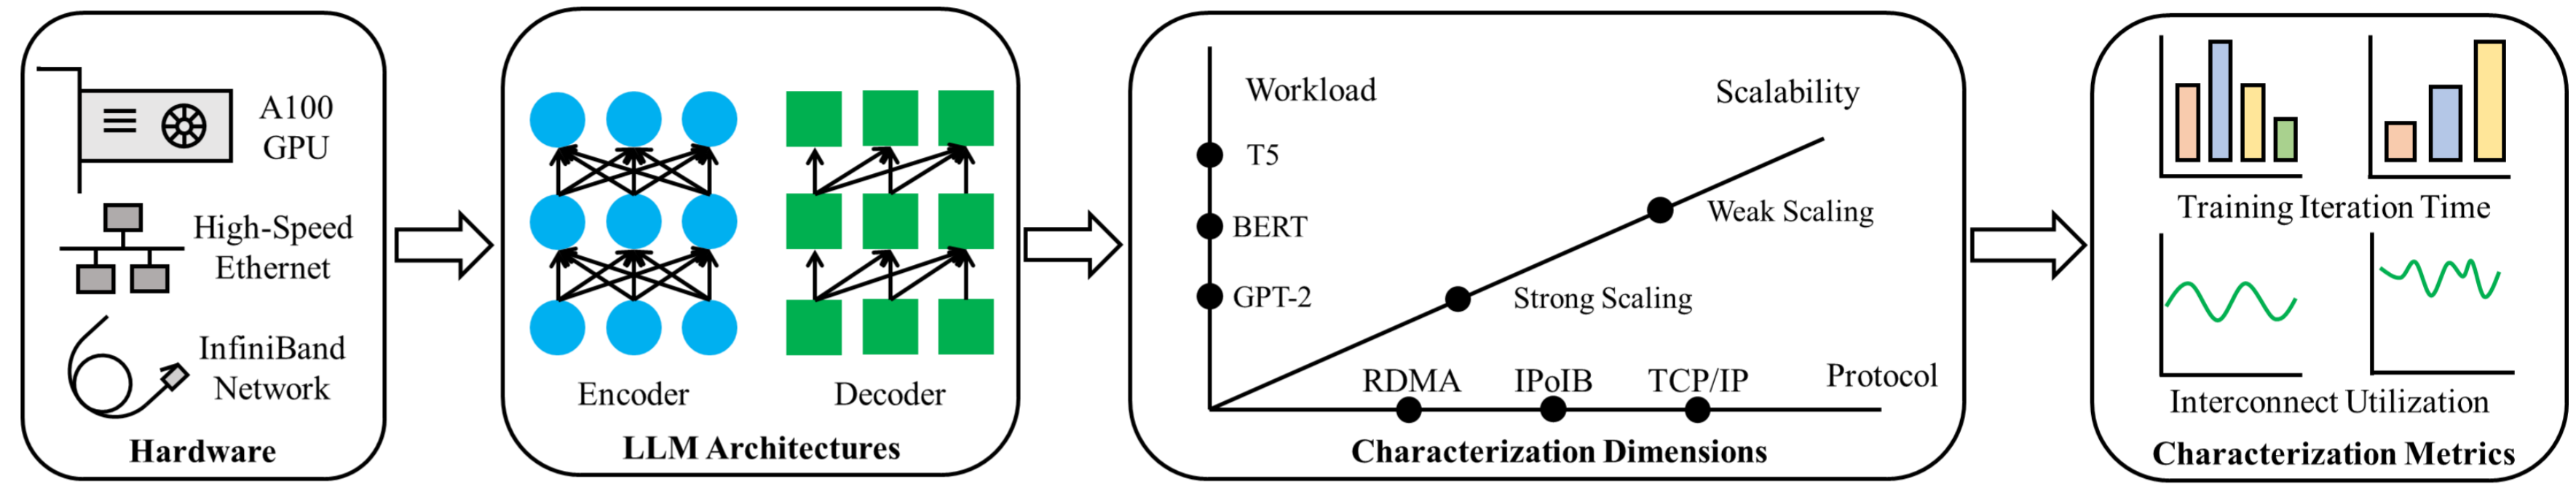 A100
GPU
High-Speed
Ethernet
InfiniBand
Network
Hardware
Encoder
Decoder
LLM Architectures
Workload
Scalability
T5
Weak Scaling
BERT
GPT-2
Strong Scaling
RDMA
IPoIB
TCP/IP
Protocol
Characterization Dimensions
Training Iteration Time
Interconnect Utilization
Characterization Metrics